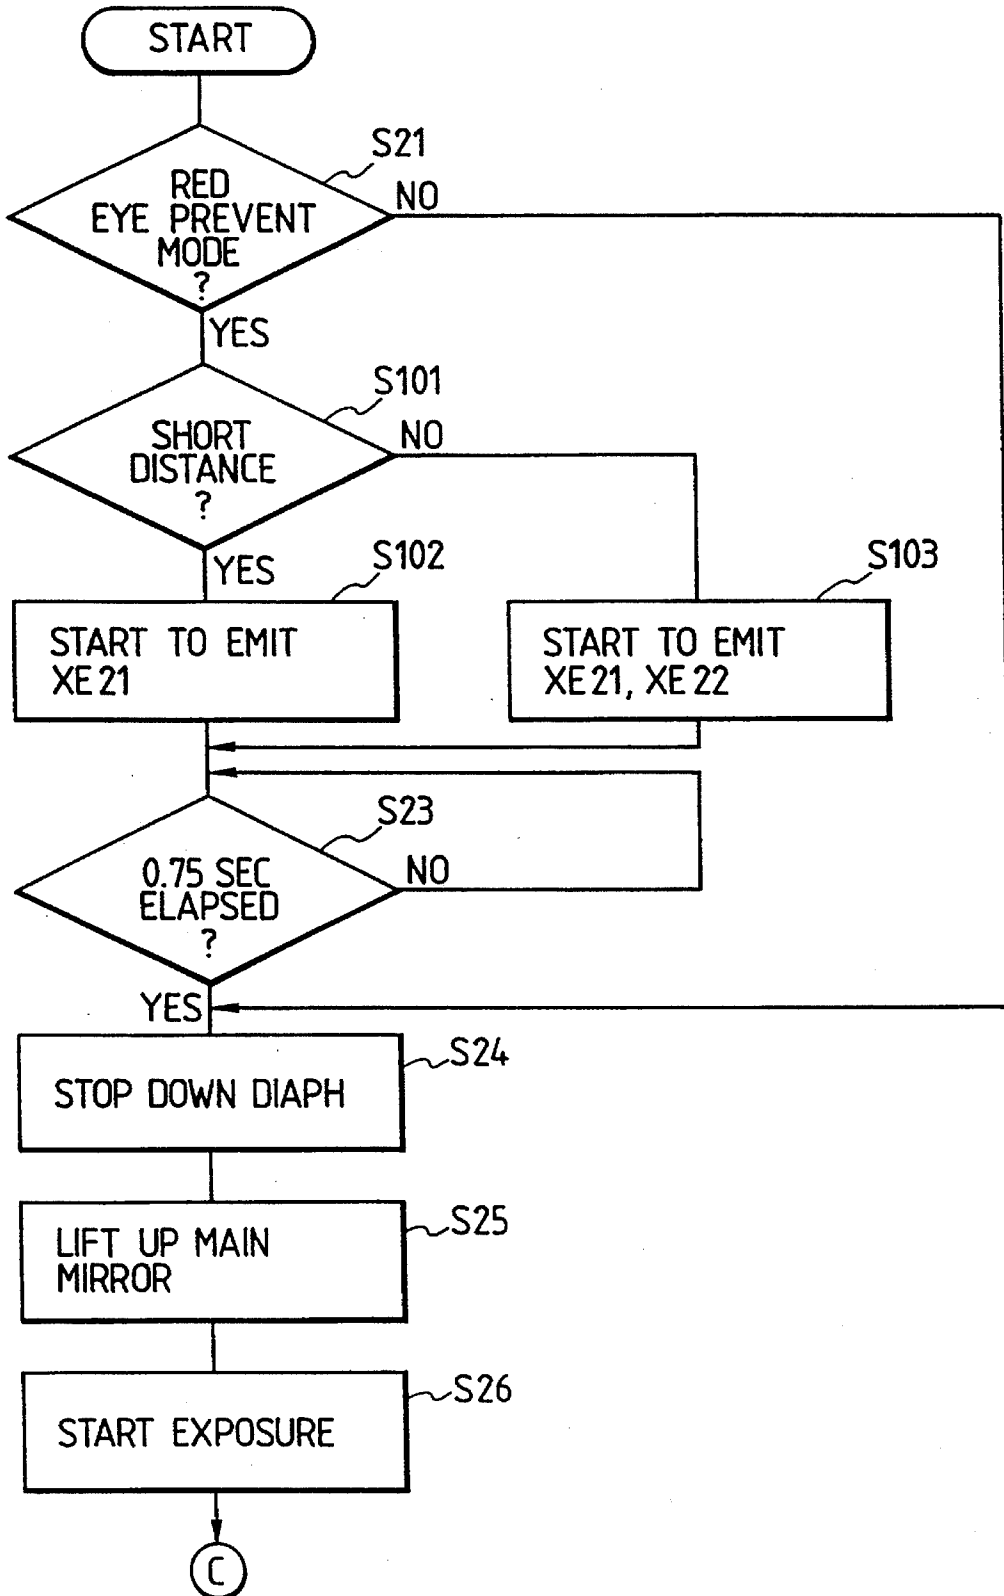 START
S21
RED
EYE PREVENT
MODE
?
NO
YES
S101
SHORT
DISTANCE
?
NO
YES
S102
START TO EMIT
XE21
S103
START TO EMIT
XE21, XE22
S23
0.75 SEC
ELAPSED
?
NO
YES
S24
STOP DOWN DIAPH
S25
LIFT UP MAIN
MIRROR
S26
START EXPOSURE
C